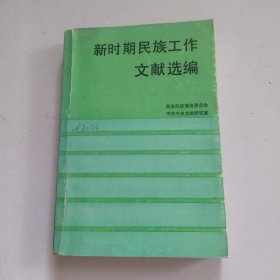 新时期民族工作
文献选编
国家民族事务委员会
中共中央文献研究室